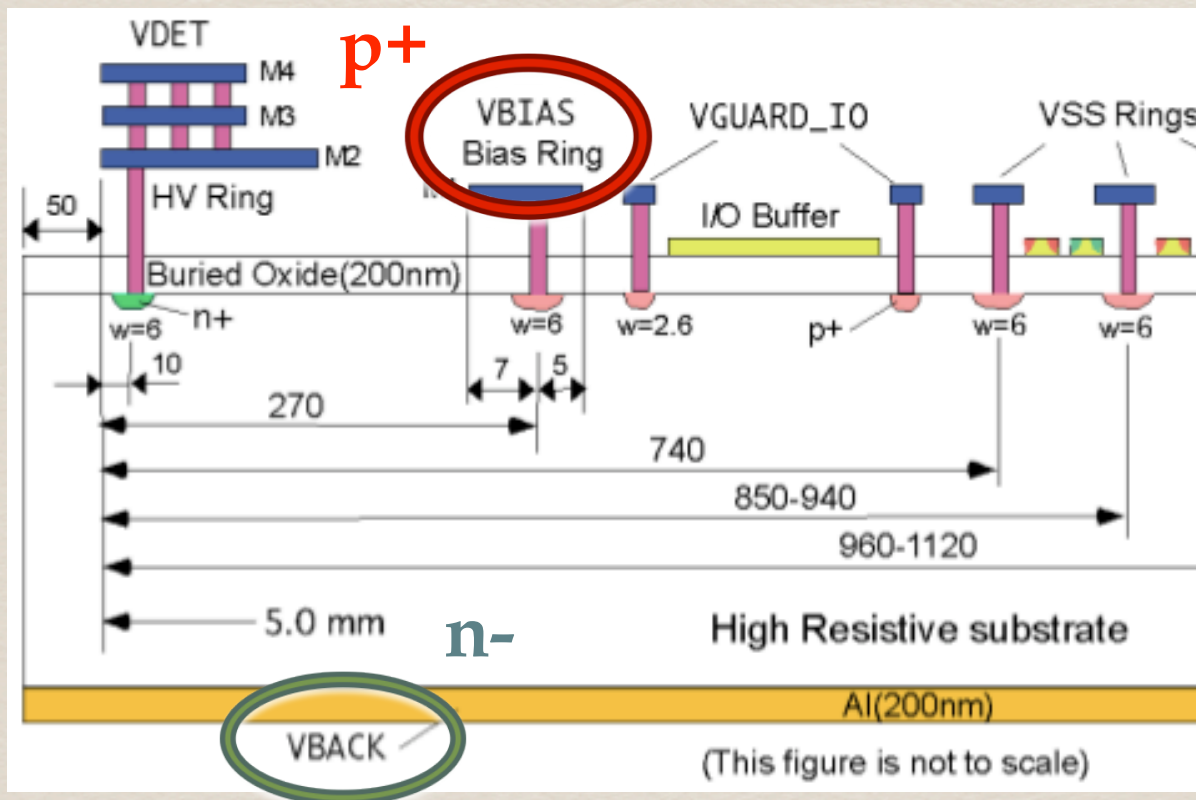 VDET
p+
M4
M3
M2
VBIAS
Bias Ring
VGUARD_IO
VSS Rings
HV Ring
50
I/O Buffer
Buried Oxide(200nm)
n+
w=6
w=6
w=2.6
p+
w=6
w=6
10
7
5
270
740
850-940
960-1120
5.0 mm
n-
High Resistive substrate
Al(200nm)
VBACK
(This figure is not to scale)